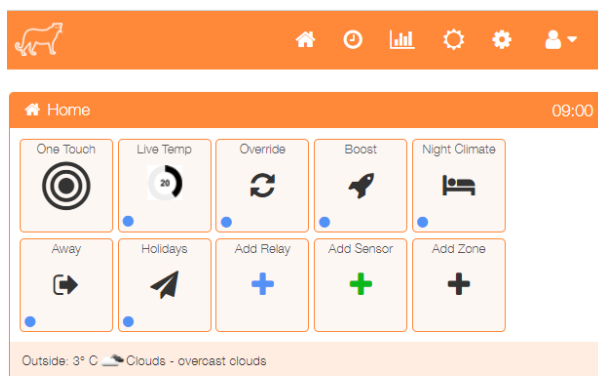 Home 09:00
One Touch Live Temp Override Boost Night Climate
20
Away Holidays Add Relay Add Sensor Add Zone
Outside: 3° C Clouds - overcast clouds